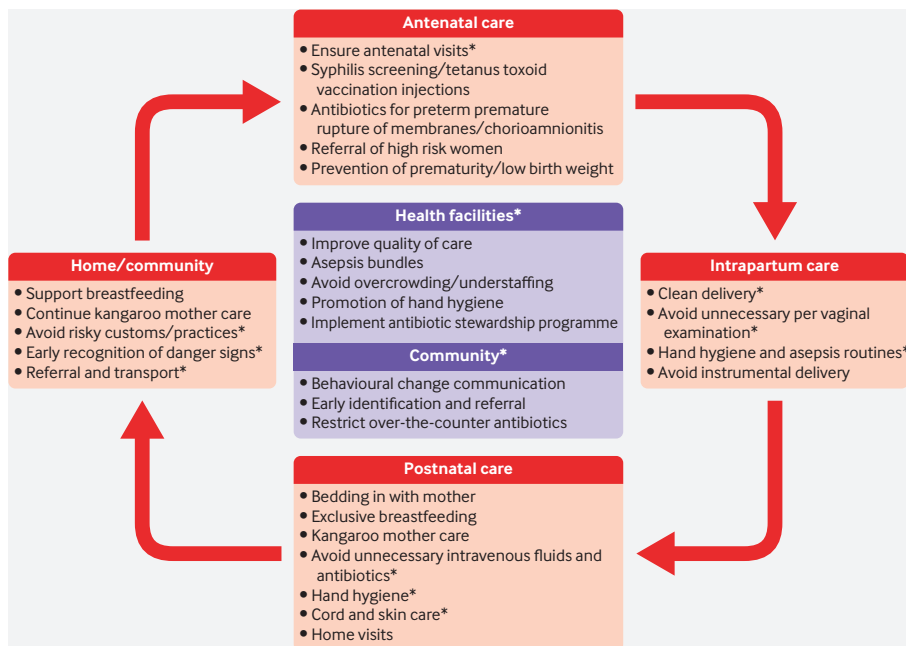 Antenatal care
• Ensure antenatal visits*
• Syphilis screening/tetanus toxoid
vaccination injections
• Antibiotics for preterm premature
rupture of membranes/chorioamnionitis
• Referral of high risk women
• Prevention of prematurity/low birth weight
Health facilities*
• Improve quality of care
• Asepsis bundles
• Avoid overcrowding/understaffing
• Promotion of hand hygiene
• Implement antibiotic stewardship programme
Home/community
• Support breastfeeding
• Continue kangaroo mother care
• Avoid risky customs/practices*
• Early recognition of danger signs*
• Referral and transport*
Intrapartum care
• Clean delivery*
• Avoid unnecessary per vaginal
examination*
• Hand hygiene and asepsis routines*
• Avoid instrumental delivery
Community*
• Behavioural change communication
• Early identification and referral
• Restrict over-the-counter antibiotics
Postnatal care
• Bedding in with mother
• Exclusive breastfeeding
• Kangaroo mother care
• Avoid unnecessary intravenous fluids and
antibiotics*
• Hand hygiene*
• Cord and skin care*
• Home visits